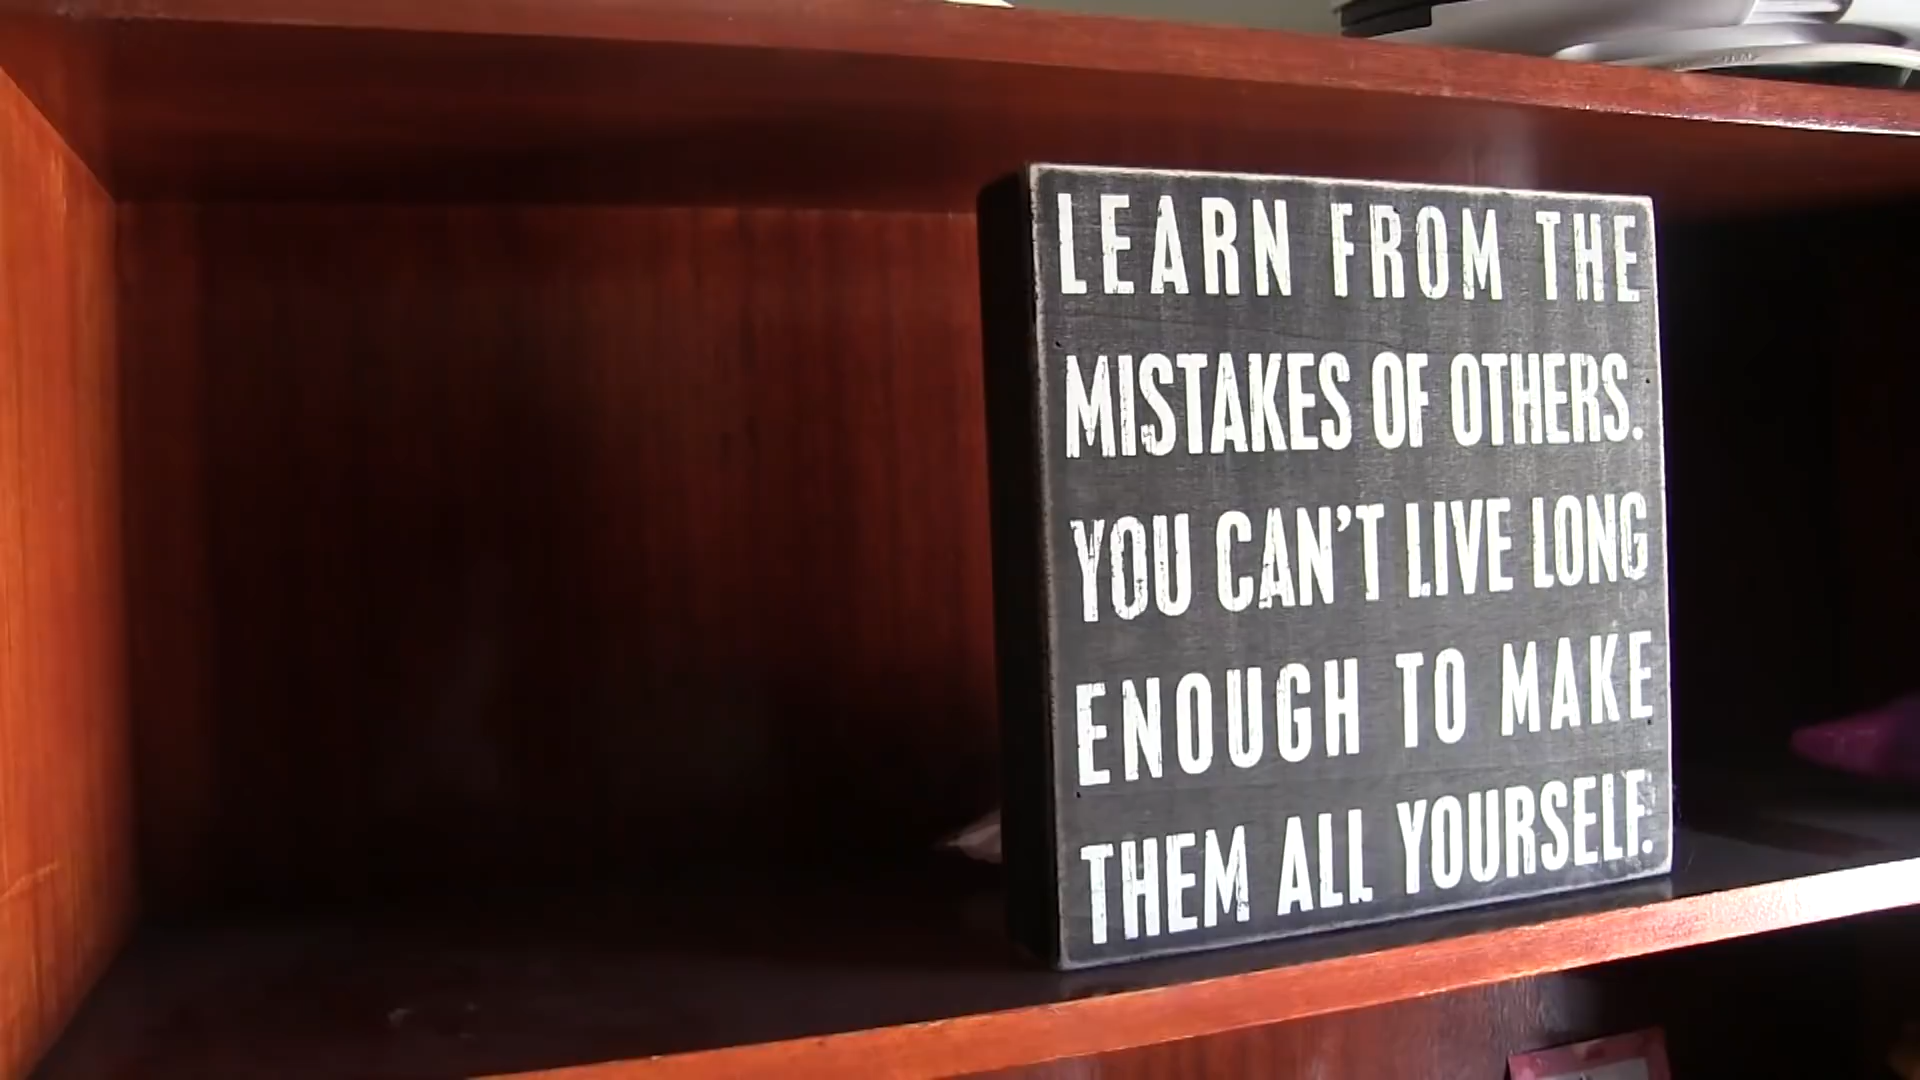 LEARN FROM THE
MISTAKES OF OTHERS.
YOU CAN'T LIVE LONG
ENOUGH TO MAKE
THEM ALL YOURSELF.